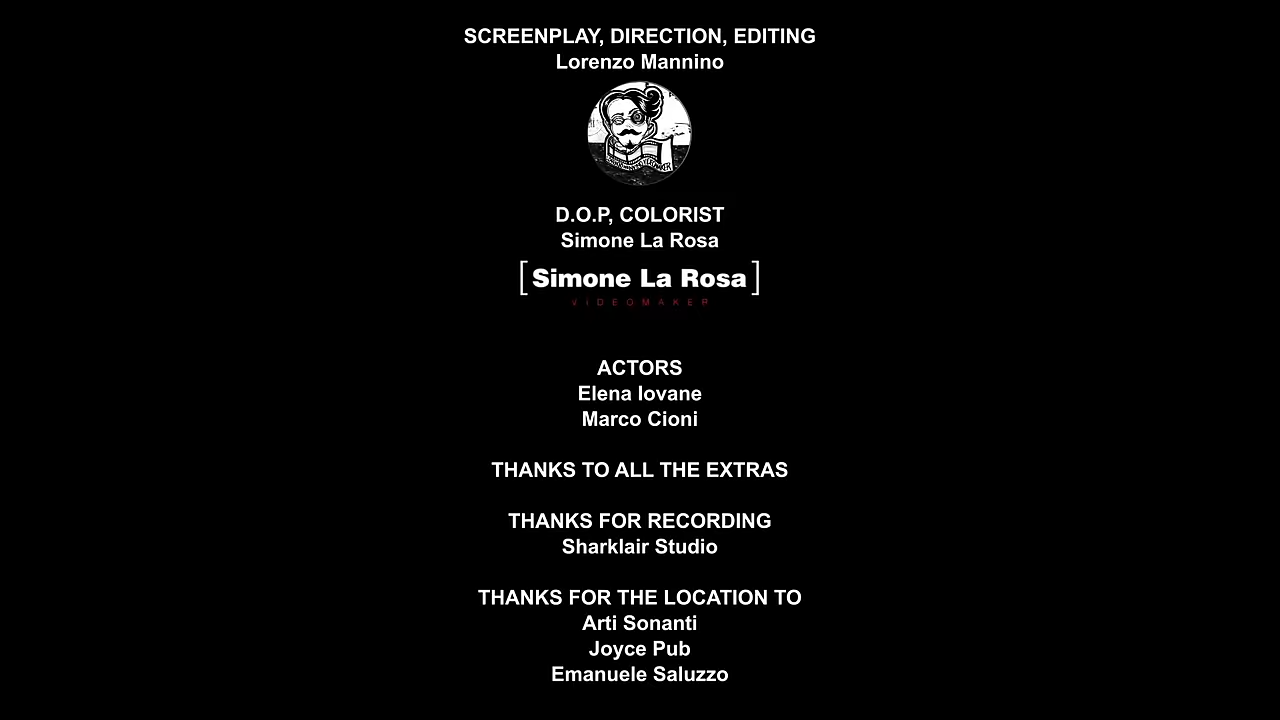 SCREENPLAY, DIRECTION, EDITING
Lorenzo Mannino
D.O.P, COLORIST
Simone La Rosa
[Simone La Rosa]
VIDEOMAKER
ACTORS
Elena Iovane
Marco Cioni
THANKS TO ALL THE EXTRAS
THANKS FOR RECORDING
Sharklair Studio
THANKS FOR THE LOCATION TO
Arti Sonanti
Joyce Pub
Emanuele Saluzzo